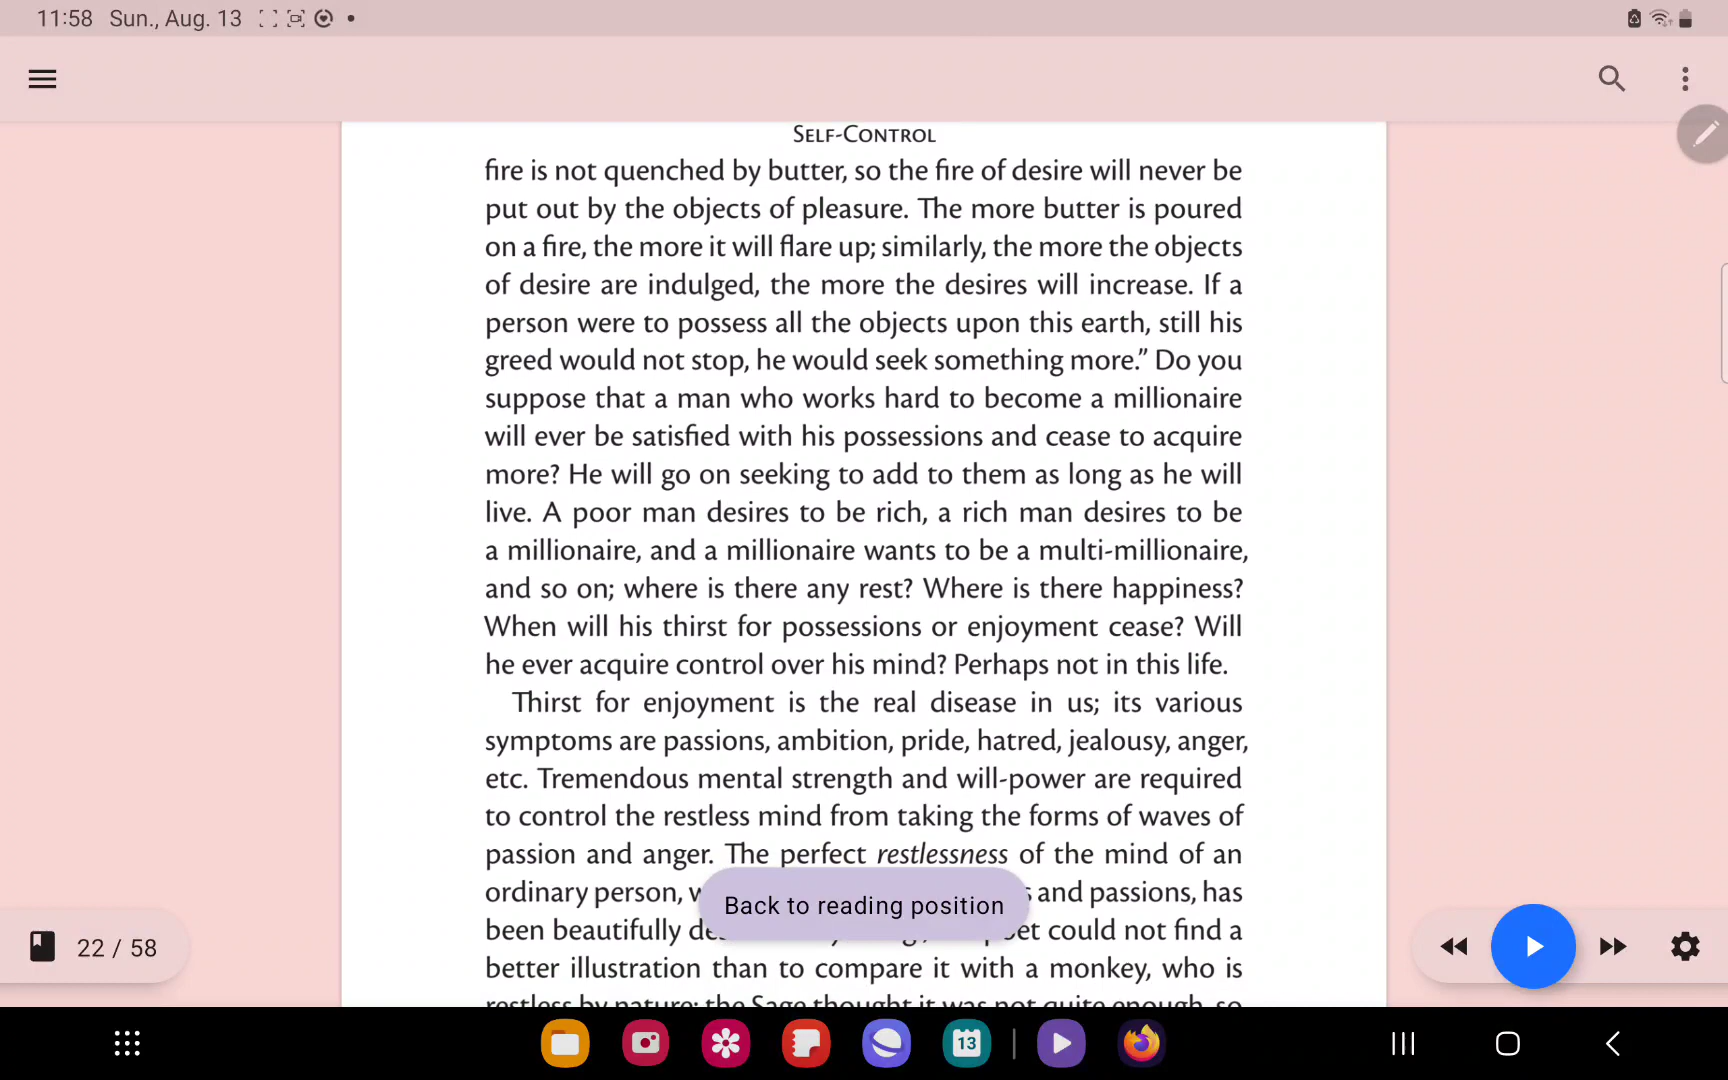 11:58 Sun., Aug. 13
SELF-CONTROL
fire is not quenched by butter, so the fire of desire will never be
put out by the objects of pleasure. The more butter is poured
on a fire, the more it will flare up; similarly, the more the objects
of desire are indulged, the more the desires will increase. If a
person were to possess all the objects upon this earth, still his
greed would not stop, he would seek something more.” Do you
suppose that a man who works hard to become a millionaire
will ever be satisfied with his possessions and cease to acquire
more? He will go on seeking to add to them as long as he will
live. A poor man desires to be rich, a rich man desires to be
a millionaire, and a millionaire wants to be a multi-millionaire,
and so on; where is there any rest? Where is there happiness?
When will his thirst for possessions or enjoyment cease? Will
he ever acquire control over his mind? Perhaps not in this life.
Thirst for enjoyment is the real disease in us; its various
symptoms are passions, ambition, pride, hatred, jealousy, anger,
etc. Tremendous mental strength and will-power are required
to control the restless mind from taking the forms of waves of
passion and anger. The perfect restlessness of the mind of an
ordinary person, and passions, has
Back to reading position
been beautifully could not find a
better illustration than to compare it with a monkey, who is
restless by nature; the Sage thought it was not quite enough, so
22 / 58
13